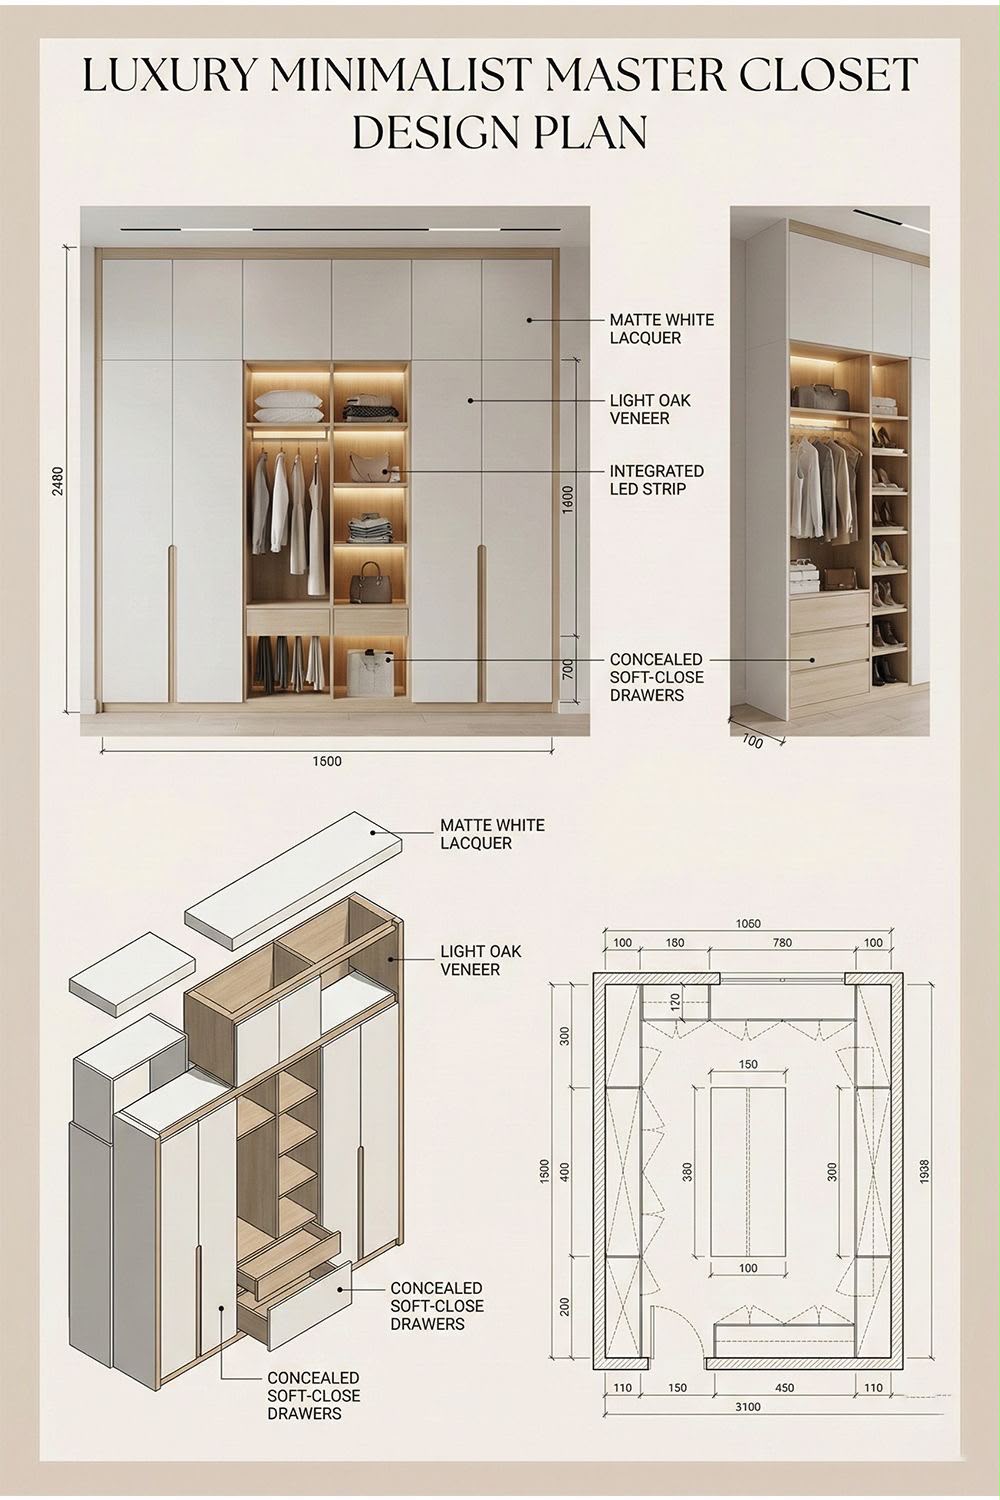 LUXURY MINIMALIST MASTER CLOSET
DESIGN PLAN
MATTE WHITE
LACQUER
LIGHT OAK
VENEER
INTEGRATED
LED STRIP
CONCEALED
SOFT-CLOSE
DRAWERS
2480
1400
700
1500
100
MATTE WHITE
LACQUER
LIGHT OAK
VENEER
CONCEALED
SOFT-CLOSE
DRAWERS
CONCEALED
SOFT-CLOSE
DRAWERS
1060
100
180
780
100
120
300
150
1500
400
380
300
1938
100
200
110
150
450
110
3100